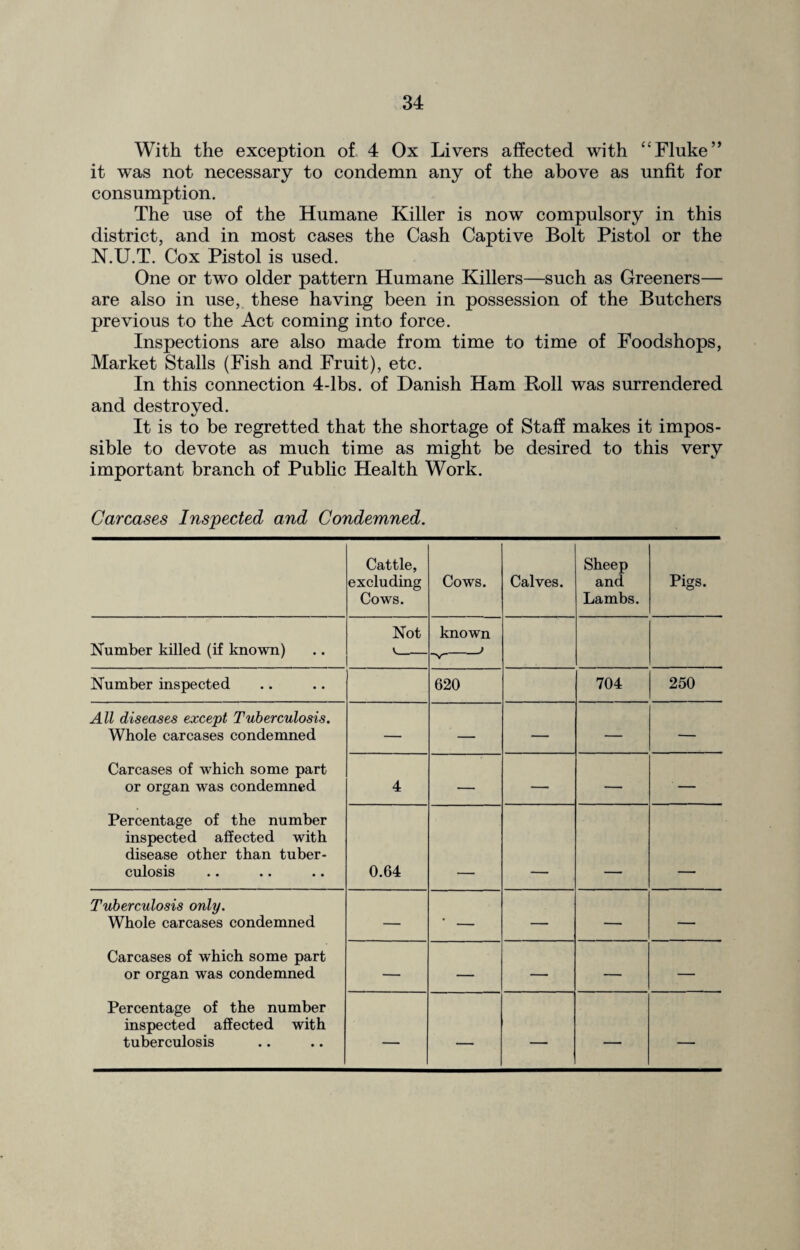 34
With the exception of 4 Ox Livers affected with “Fluke”
it was not necessary to condemn any of the above as unfit for
consumption.
The use of the Humane Killer is now compulsory in this
district, and in most cases the Cash Captive Bolt Pistol or the
N.U.T. Cox Pistol is used.
One or two older pattern Humane Killers—such as Greeners—
are also in use, these having been in possession of the Butchers
previous to the Act coming into force.
Inspections are also made from time to time of Foodshops,
Market Stalls (Fish and Fruit), etc.
In this connection 4-lbs. of Danish Ham Roll was surrendered
and destroyed.
It is to be regretted that the shortage of Staff makes it impos-
sible to devote as much time as might be desired to this very
important branch of Public Health Work.
Carcases Inspected and Condemned.
Cattle, excluding Cows. Cows. Calves. Sheep and Lambs. Pigs.
Number killed (if known) .. Not known
Number inspected .. .. 620 704 250
All diseases except Tuberculosis.
Whole carcases condemned — — — — —
Carcases of which some part
or organ was condemned 4 — — — —
Percentage of the number
inspected affected with
disease other than tuber-
culosis .. .. .. 0.64 — — — —
Tuberculosis only.
Whole carcases condemned — — — — —
Carcases of which some part
or organ was condemned — — — — —
Percentage of the number
inspected affected with
tuberculosis .. .. — — — — —